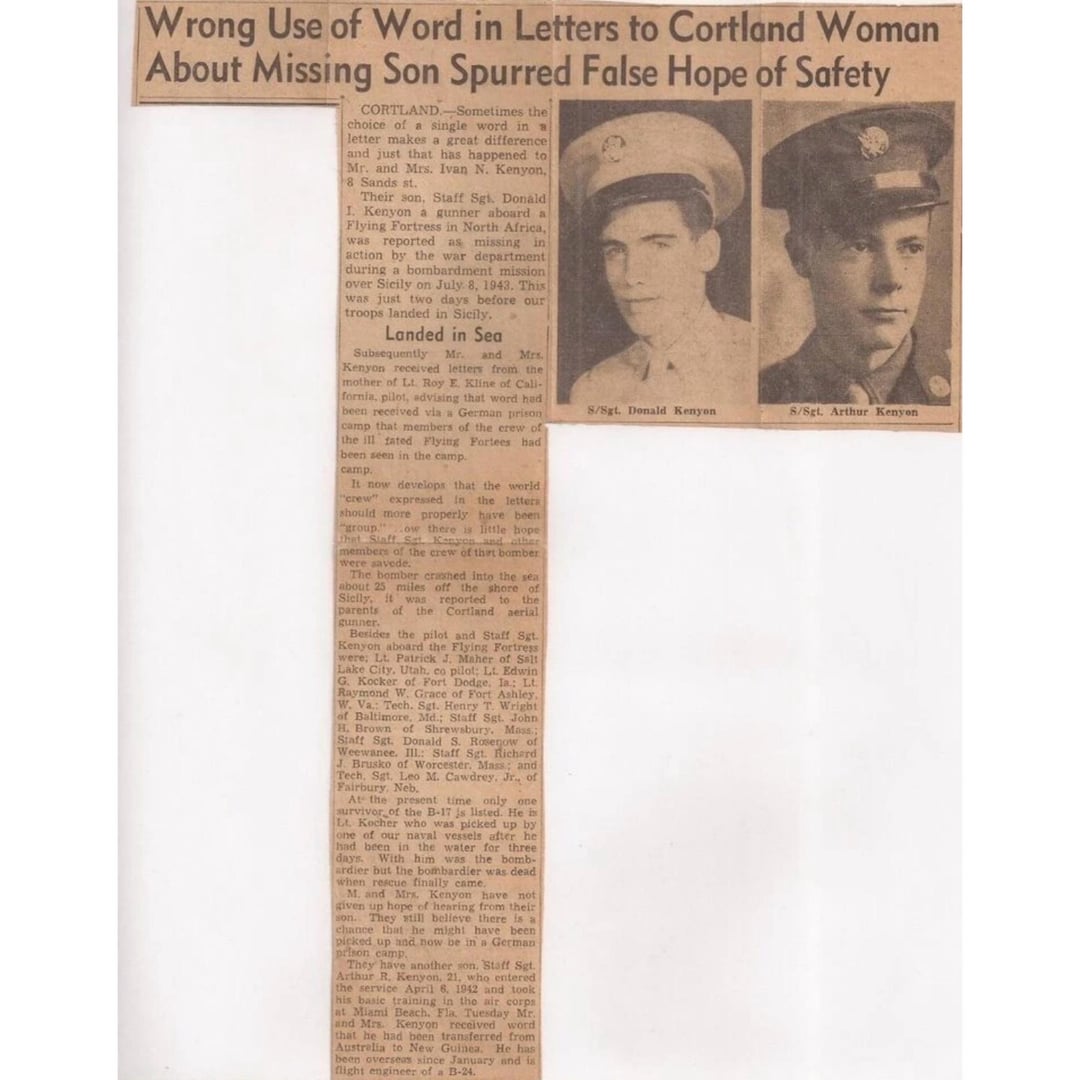 Wrong Use of Word in Letters to Cortland Woman
About Missing Son Spurred False Hope of Safety
CORTLAND.—Sometimes the
choice of a single word in a
letter makes a great difference
and just that has happened to
Mr. and Mrs. Ivan N. Kenyon,
8 Sands st.
Their son, Staff Sgt. Donald
I. Kenyon a gunner aboard a
Flying Fortress in North Africa,
was reported as missing in
action by the war department
during a bombardment mission
over Sicily on July 8, 1943. This
was just two days before our
troops landed in Sicily.
Landed in Sea
Subsequently Mr. and Mrs.
Kenyon received letters from the
mother of Lt. Roy E. Kline of Cali-
fornia, pilot, advising that word had
been received via a German prison
camp that members of the crew of
the ill fated Flying Fortees had
been seen in the camp.
camp.
It now develops that the world
"crew" expressed in the letters
should more properly have been
"group." ..ow there is little hope
that Staff Sgt. Kenyon and other
members of the crew of that bomber
were savede.
The bomber crashed into the sea
about 25 miles off the shore of
Sicily, it was reported to the
parents of the Cortland aerial
gunner.
Besides the pilot and Staff Sgt.
Kenyon aboard the Flying Fortress
were; Lt. Patrick J. Maher of Salt
Lake City, Utah, co pilot; Lt. Edwin
G. Kocker of Fort Dodge, Ia.; Lt.
Raymond W. Grace of Fort Ashley,
W. Va.; Tech. Sgt. Henry T. Wright
of Baltimore, Md.; Staff Sgt. John
H. Brown of Shrewsbury, Mass.;
Staff Sgt. Donald S. Rosenow of
Weewanee, Ill.; Staff Sgt. Richard
J. Brusko of Worcester, Mass.; and
Tech. Sgt. Leo M. Cawdrey, Jr., of
Fairbury, Neb.
At the present time only one
survivor of the B-17 is listed. He is
Lt. Kocher who was picked up by
one of our naval vessels after he
had been in the water for three
days. With him was the bomb-
ardier but the bombardier was dead
when rescue finally came.
M. and Mrs. Kenyon have not
given up hope of hearing from their
son. They still believe there is a
chance that he might have been
picked up and now be in a German
prison camp.
They have another son, Staff Sgt.
Arthur R. Kenyon, 21, who entered
the service April 6, 1942 and took
his basic training in the air corps
at Miami Beach, Fla. Tuesday Mr.
and Mrs. Kenyon received word
that he had been transferred from
Australia to New Guinea. He has
been overseas since January and is
flight engineer of a B-24.
S/Sgt. Donald Kenyon
S/Sgt. Arthur Kenyon